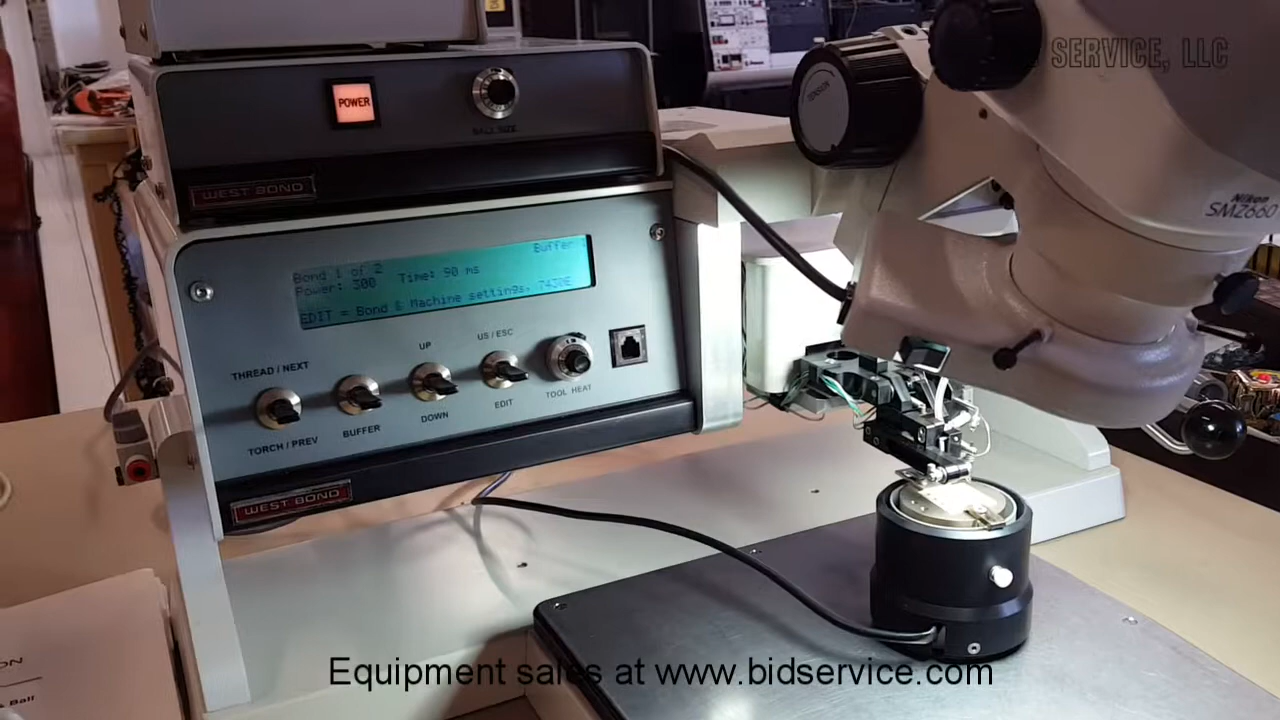 SERVICE, LLC
POWER
BALL SIZE
WEST BOND
Nikon
SMZ660
Buffer
Bond 1 of 2
Power: 300 Time: 90 ms
EDIT = Bond & Machine settings, 7430E
THREAD / NEXT
UP
US / ESC
TORCH / PREV
BUFFER
DOWN
EDIT
TOOL HEAT
WEST BOND
Ball
Equipment sales at www.bidservice.com